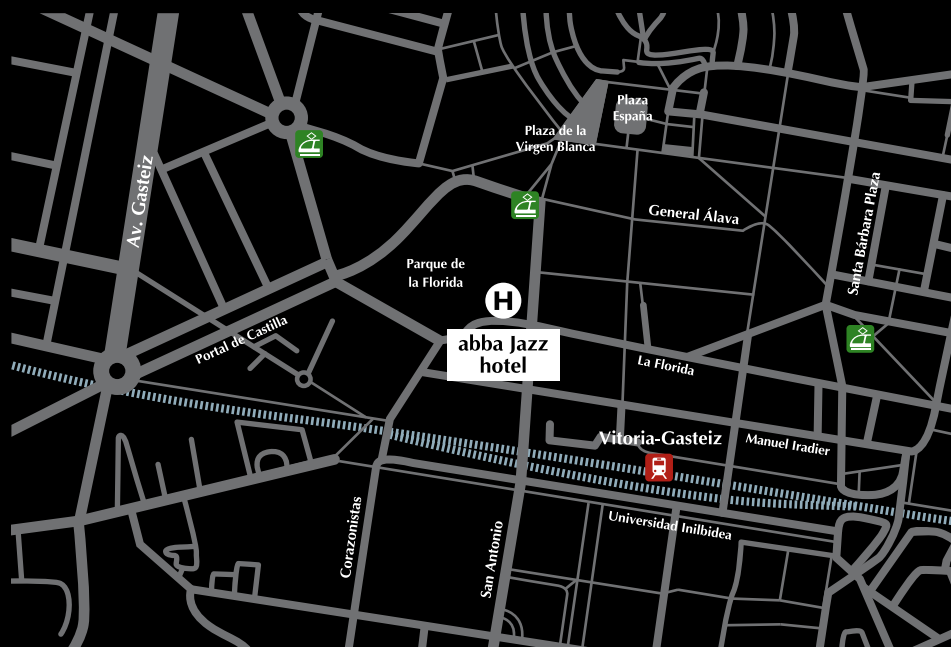 Plaza
España
Plaza de la
Virgen Blanca
Av. Gasteiz
General Álava
Santa Bárbara Plaza
Parque de
la Florida
H
Portal de Castilla
abba Jazz
hotel
La Florida
Vitoria-Gasteiz
Manuel Iradier
Corazonistas
San Antonio
Universidad Inilbidea